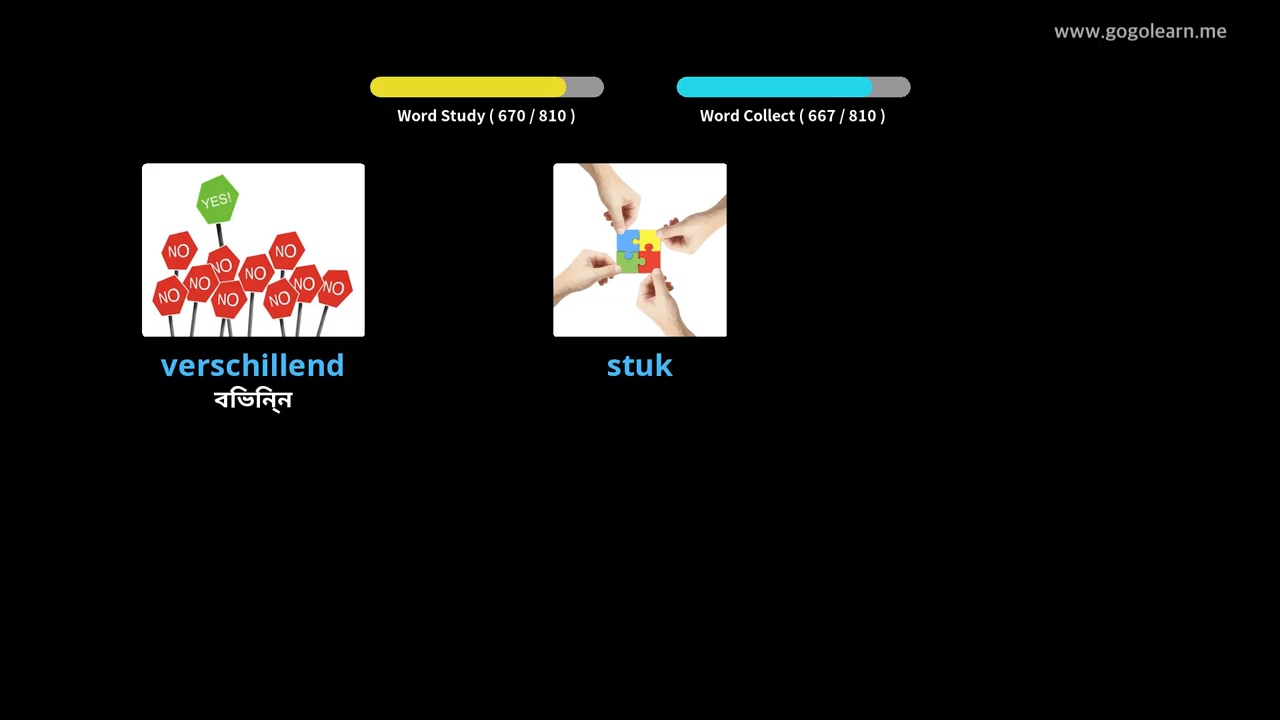 www.gogolearn.me
Word Study ( 670 / 810 )
Word Collect ( 667 / 810 )
YES!
NO
NO
NO
NO
NO
NO
NO
NO
NO
NO
verschillend
stuk
বিভিন্ন